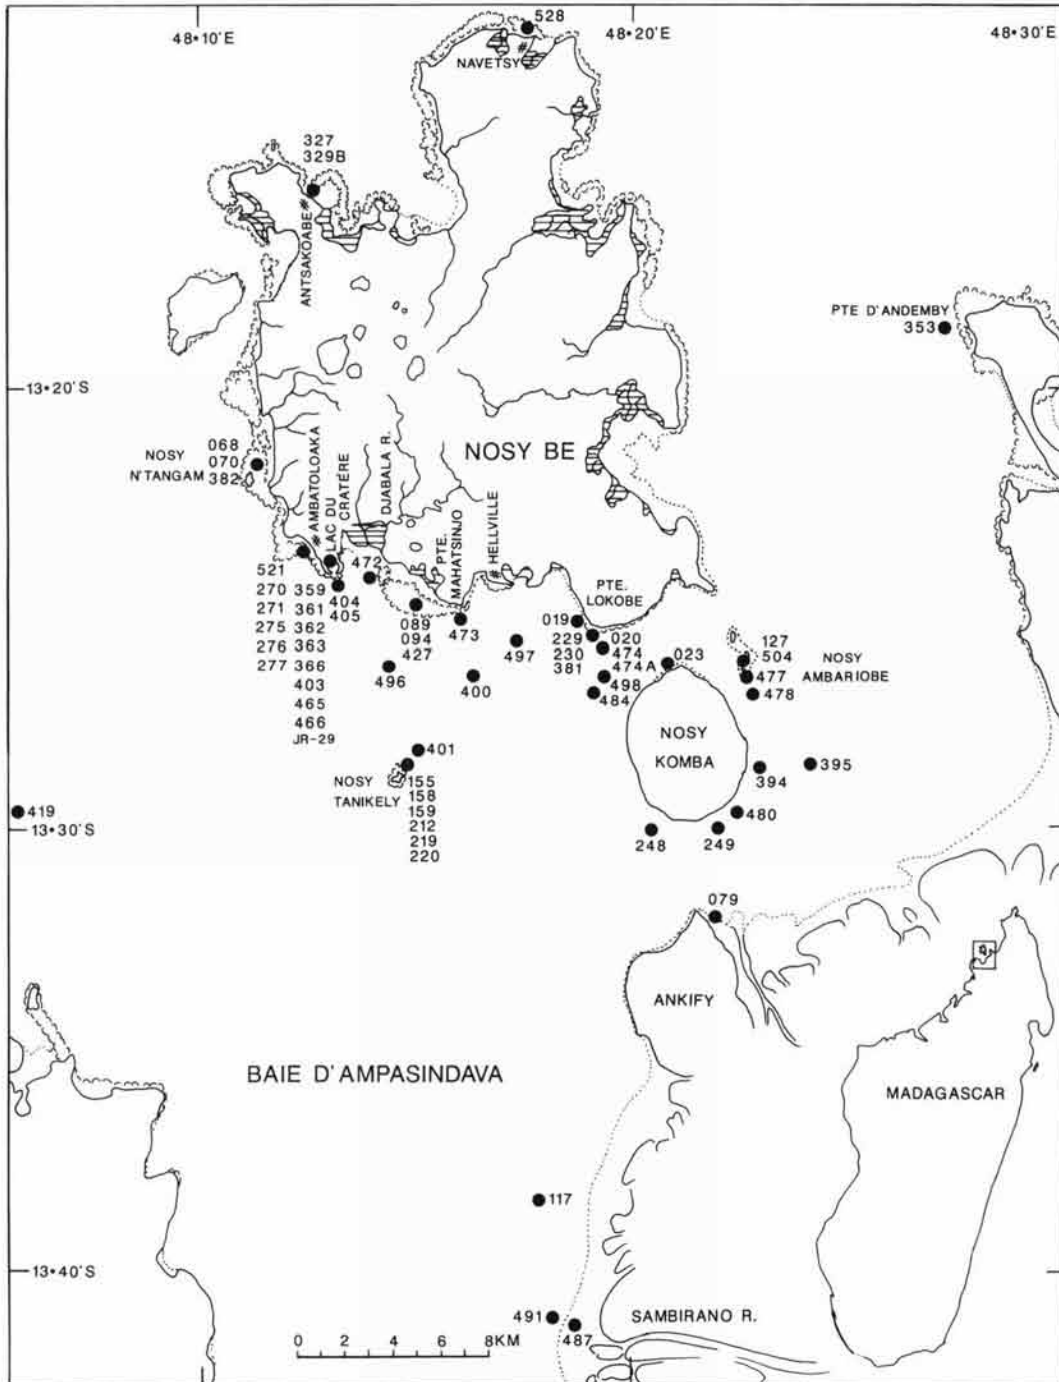 528
48°10'E
48°20'E
48°30'E
NAVETSY
327
329B
ANTSAKOABE
PTE D'ANDEMBY
353
13°20'S
NOSY BE
NOSY
N'TANGAM
068
070
382
AMBATOLOAKA
LAC DU
CRATÉRE
DJABALA R.
PTE.
MAHATSINJO
HELLVILLE
PTE.
LOKOBE
521
270 359
271 361
275 362
276 363
277 366
403
465
466
JR-29
472
404
405
089
094
427
473
496
400
497
019
229
230
381
020
474
474A
498
484
023
127
504
477
478
NOSY
AMBARIOBE
NOSY
KOMBA
401
NOSY
TANIKELY
155
158
159
212
219
220
394
395
419
13°30'S
480
248
249
079
ANKIFY
BAIE D'AMPASINDAVA
MADAGASCAR
117
13°40'S
491
487
SAMBIRANO R.
0 2 4 6 8KM